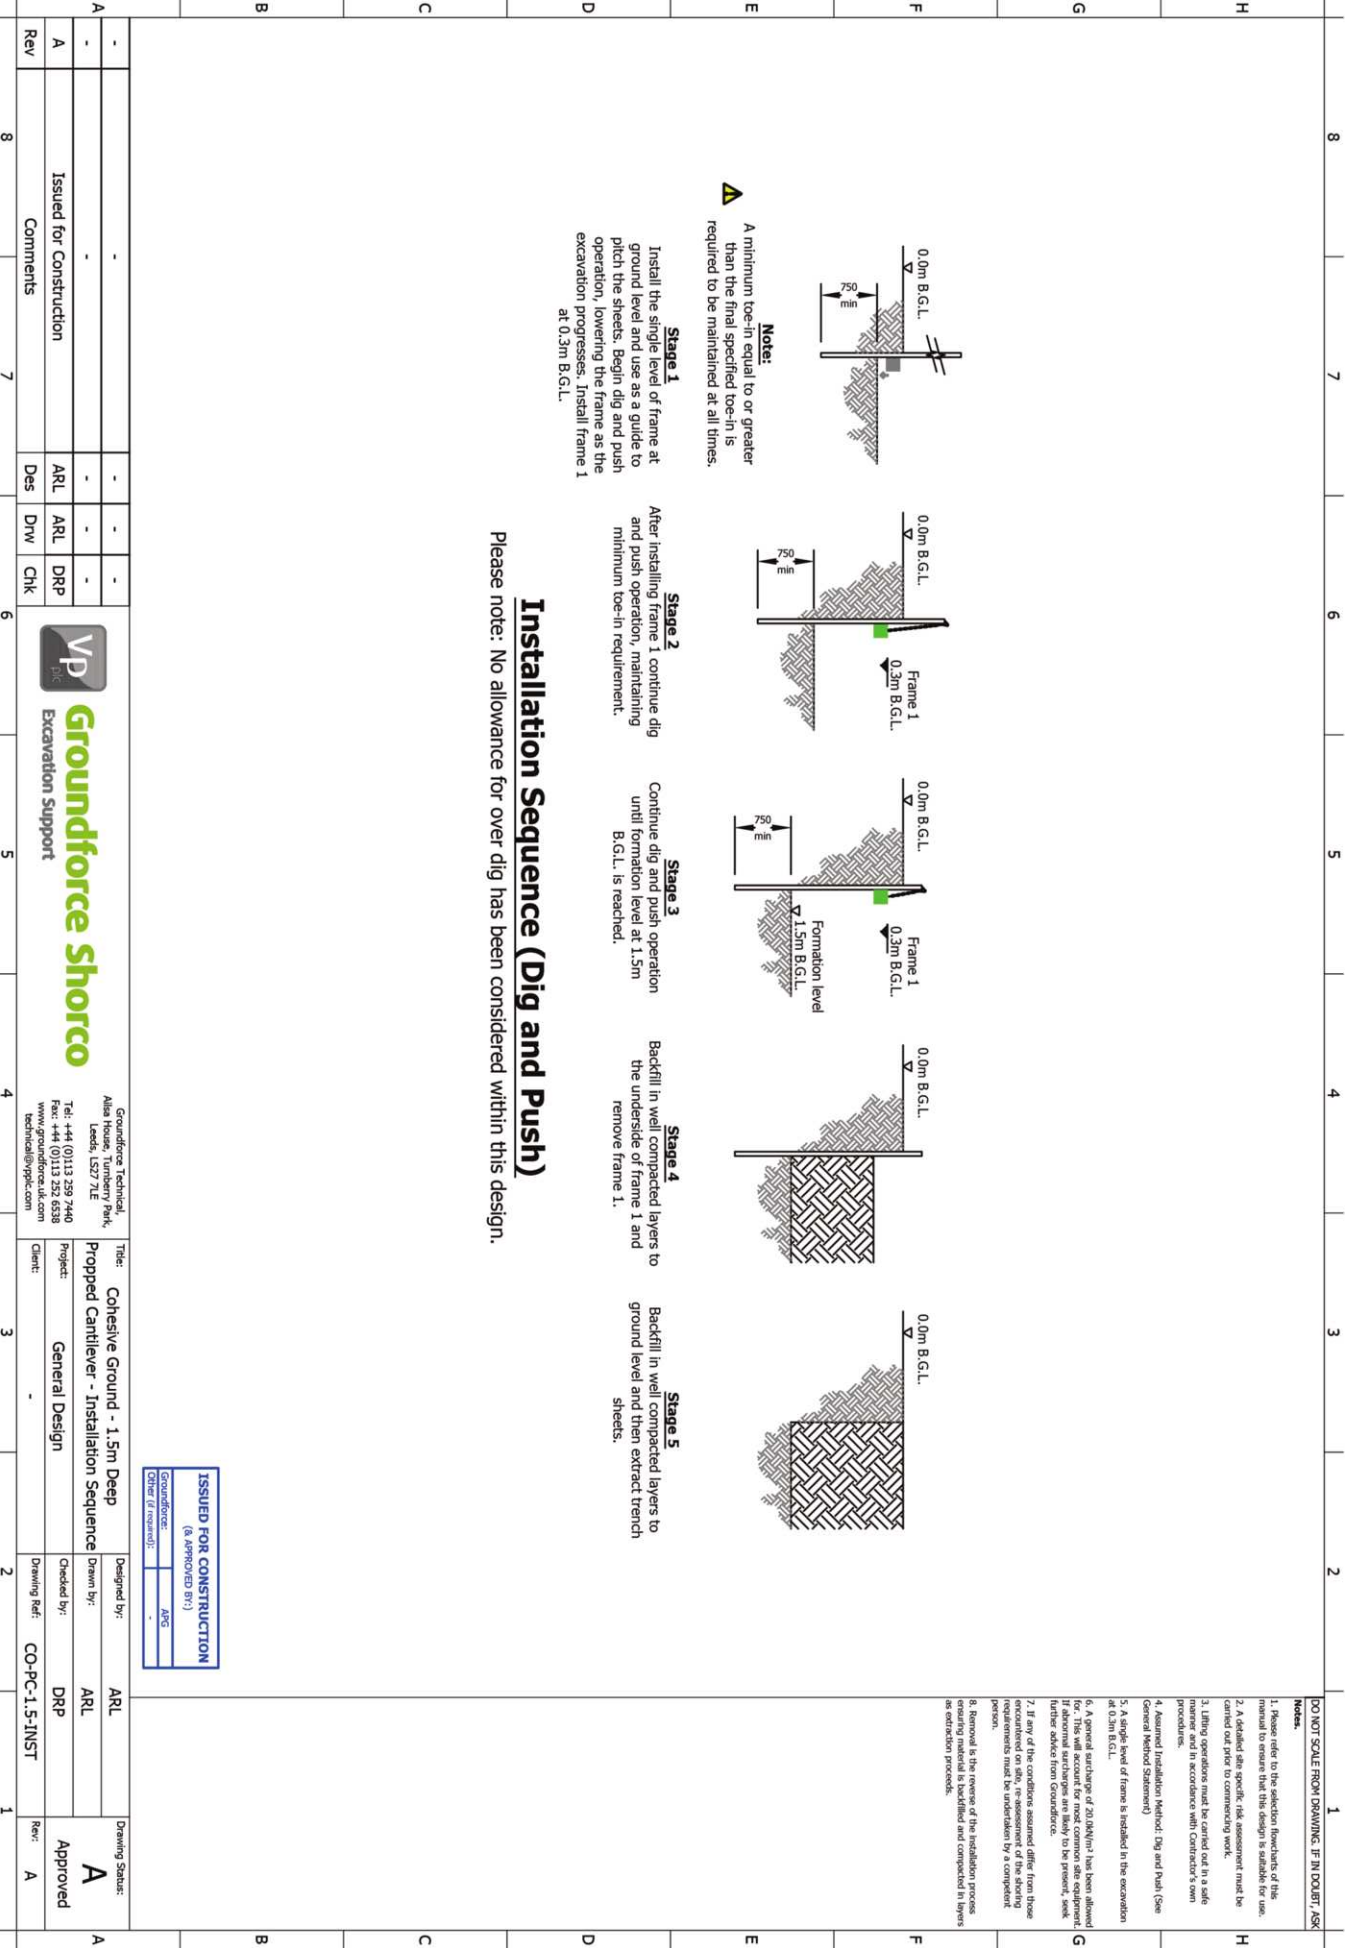 8
7
6
5
4
3
2
1
H
G
F
E
D
C
B
A
DO NOT SCALE FROM DRAWING. IF IN DOUBT, ASK
Notes.
1. Please refer to the selection flowcharts of this
manual to ensure that this design is suitable for use.
2. A detailed site specific risk assessment must be
carried out prior to commencing work.
3. Lifting operations must be carried out in a safe
manner and in accordance with Contractor's own
procedures.
4. Assumed Installation Method: Dig and Push (See
General Method Statement)
5. A single level of frame is installed in the excavation
at 0.3m B.G.L.
6. A general surcharge of 20.0kN/m² has been allowed
for. This will account for most common site equipment.
If abnormal surcharges are likely to be present, seek
further advice from Groundforce.
7. If any of the conditions assumed differ from those
encountered on site, re-assessment of the shoring
requirements must be undertaken by a competent
person.
8. Removal is the reverse of the installation process
ensuring material is backfilled and compacted in layers
as extraction proceeds.
0.0m B.G.L.
750
min
Note:
A minimum toe-in equal to or greater
than the final specified toe-in is
required to be maintained at all times.
Stage 1
Install the single level of frame at
ground level and use as a guide to
pitch the sheets. Begin dig and push
operation, lowering the frame as the
excavation progresses. Install frame 1
at 0.3m B.G.L.
0.0m B.G.L.
Frame 1
0.3m B.G.L.
750
min
Stage 2
After installing frame 1 continue dig
and push operation, maintaining
minimum toe-in requirement.
0.0m B.G.L.
Frame 1
0.3m B.G.L.
Formation level
1.5m B.G.L.
750
min
Stage 3
Continue dig and push operation
until formation level at 1.5m
B.G.L. is reached.
0.0m B.G.L.
Stage 4
Backfill in well compacted layers to
the underside of frame 1 and
remove frame 1.
0.0m B.G.L.
Stage 5
Backfill in well compacted layers to
ground level and then extract trench
sheets.
Installation Sequence (Dig and Push)
Please note: No allowance for over dig has been considered within this design.
ISSUED FOR CONSTRUCTION
(& APPROVED BY:)
Groundforce: APG
Other (if required): -
- - - - -
- - - - -
A Issued for Construction ARL ARL DRP
Rev Comments Des Drw Chk
Vp
plc
Groundforce Shorco
Excavation Support
Groundforce Technical,
Ailsa House, Turnberry Park,
Leeds, LS27 7LE
Tel: +44 (0)113 259 7440
Fax: +44 (0)113 252 6538
www.groundforce.uk.com
technical@vpplc.com
Title: Cohesive Ground - 1.5m Deep
Propped Cantilever - Installation Sequence
Project: General Design
Client: -
Designed by: ARL
Drawn by: ARL
Checked by: DRP
Drawing Ref: CO-PC-1.5-INST
Drawing Status:
A
Approved
Rev: A
H
G
F
E
D
C
B
A
8
7
6
5
4
3
2
1